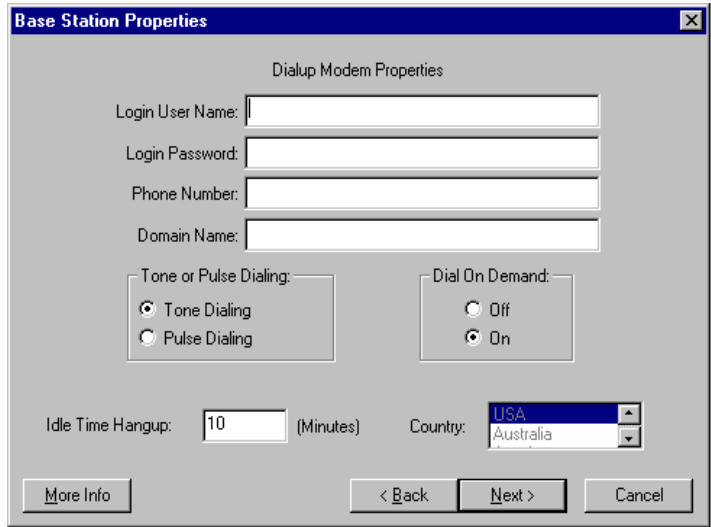 Base Station Properties
Dialup Modem Properties
Login User Name:
Login Password:
Phone Number:
Domain Name:
Tone or Pulse Dialing:
Tone Dialing
Pulse Dialing
Dial On Demand:
Off
On
Idle Time Hangup: 10 (Minutes)
Country: USA
Australia
More Info < Back Next > Cancel